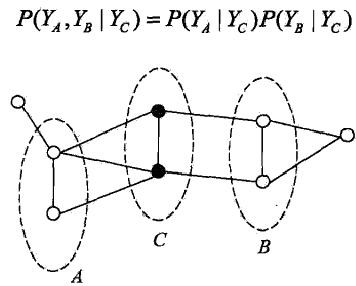 P(Y_A, Y_B | Y_C) = P(Y_A | Y_C)P(Y_B | Y_C)
C
B
A